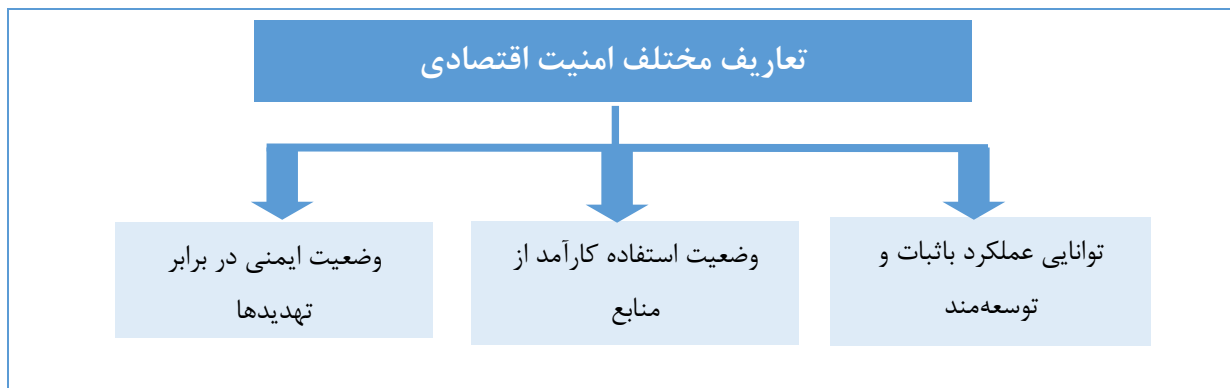 تعاریف مختلف امنیت اقتصادی
توانایی عملکرد باثبات و
توسعه‌مند
وضعیت استفاده کارآمد از
منابع
وضعیت ایمنی در برابر
تهدیدها